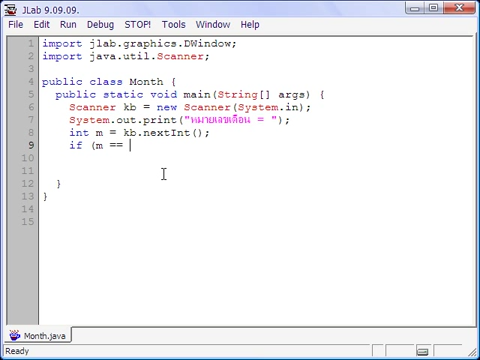 JLab 9.09.09.
File Edit Run Debug STOP! Tools Window Help
1 import jlab.graphics.DWindow;
2 import java.util.Scanner;
3
4 public class Month {
5 public static void main(String[] args) {
6 Scanner kb = new Scanner(System.in);
7 System.out.print("หมายเลขเดือน = ");
8 int m = kb.nextInt();
9 if (m ==
10
11
12 }
13 }
14
15
Month.java
Ready